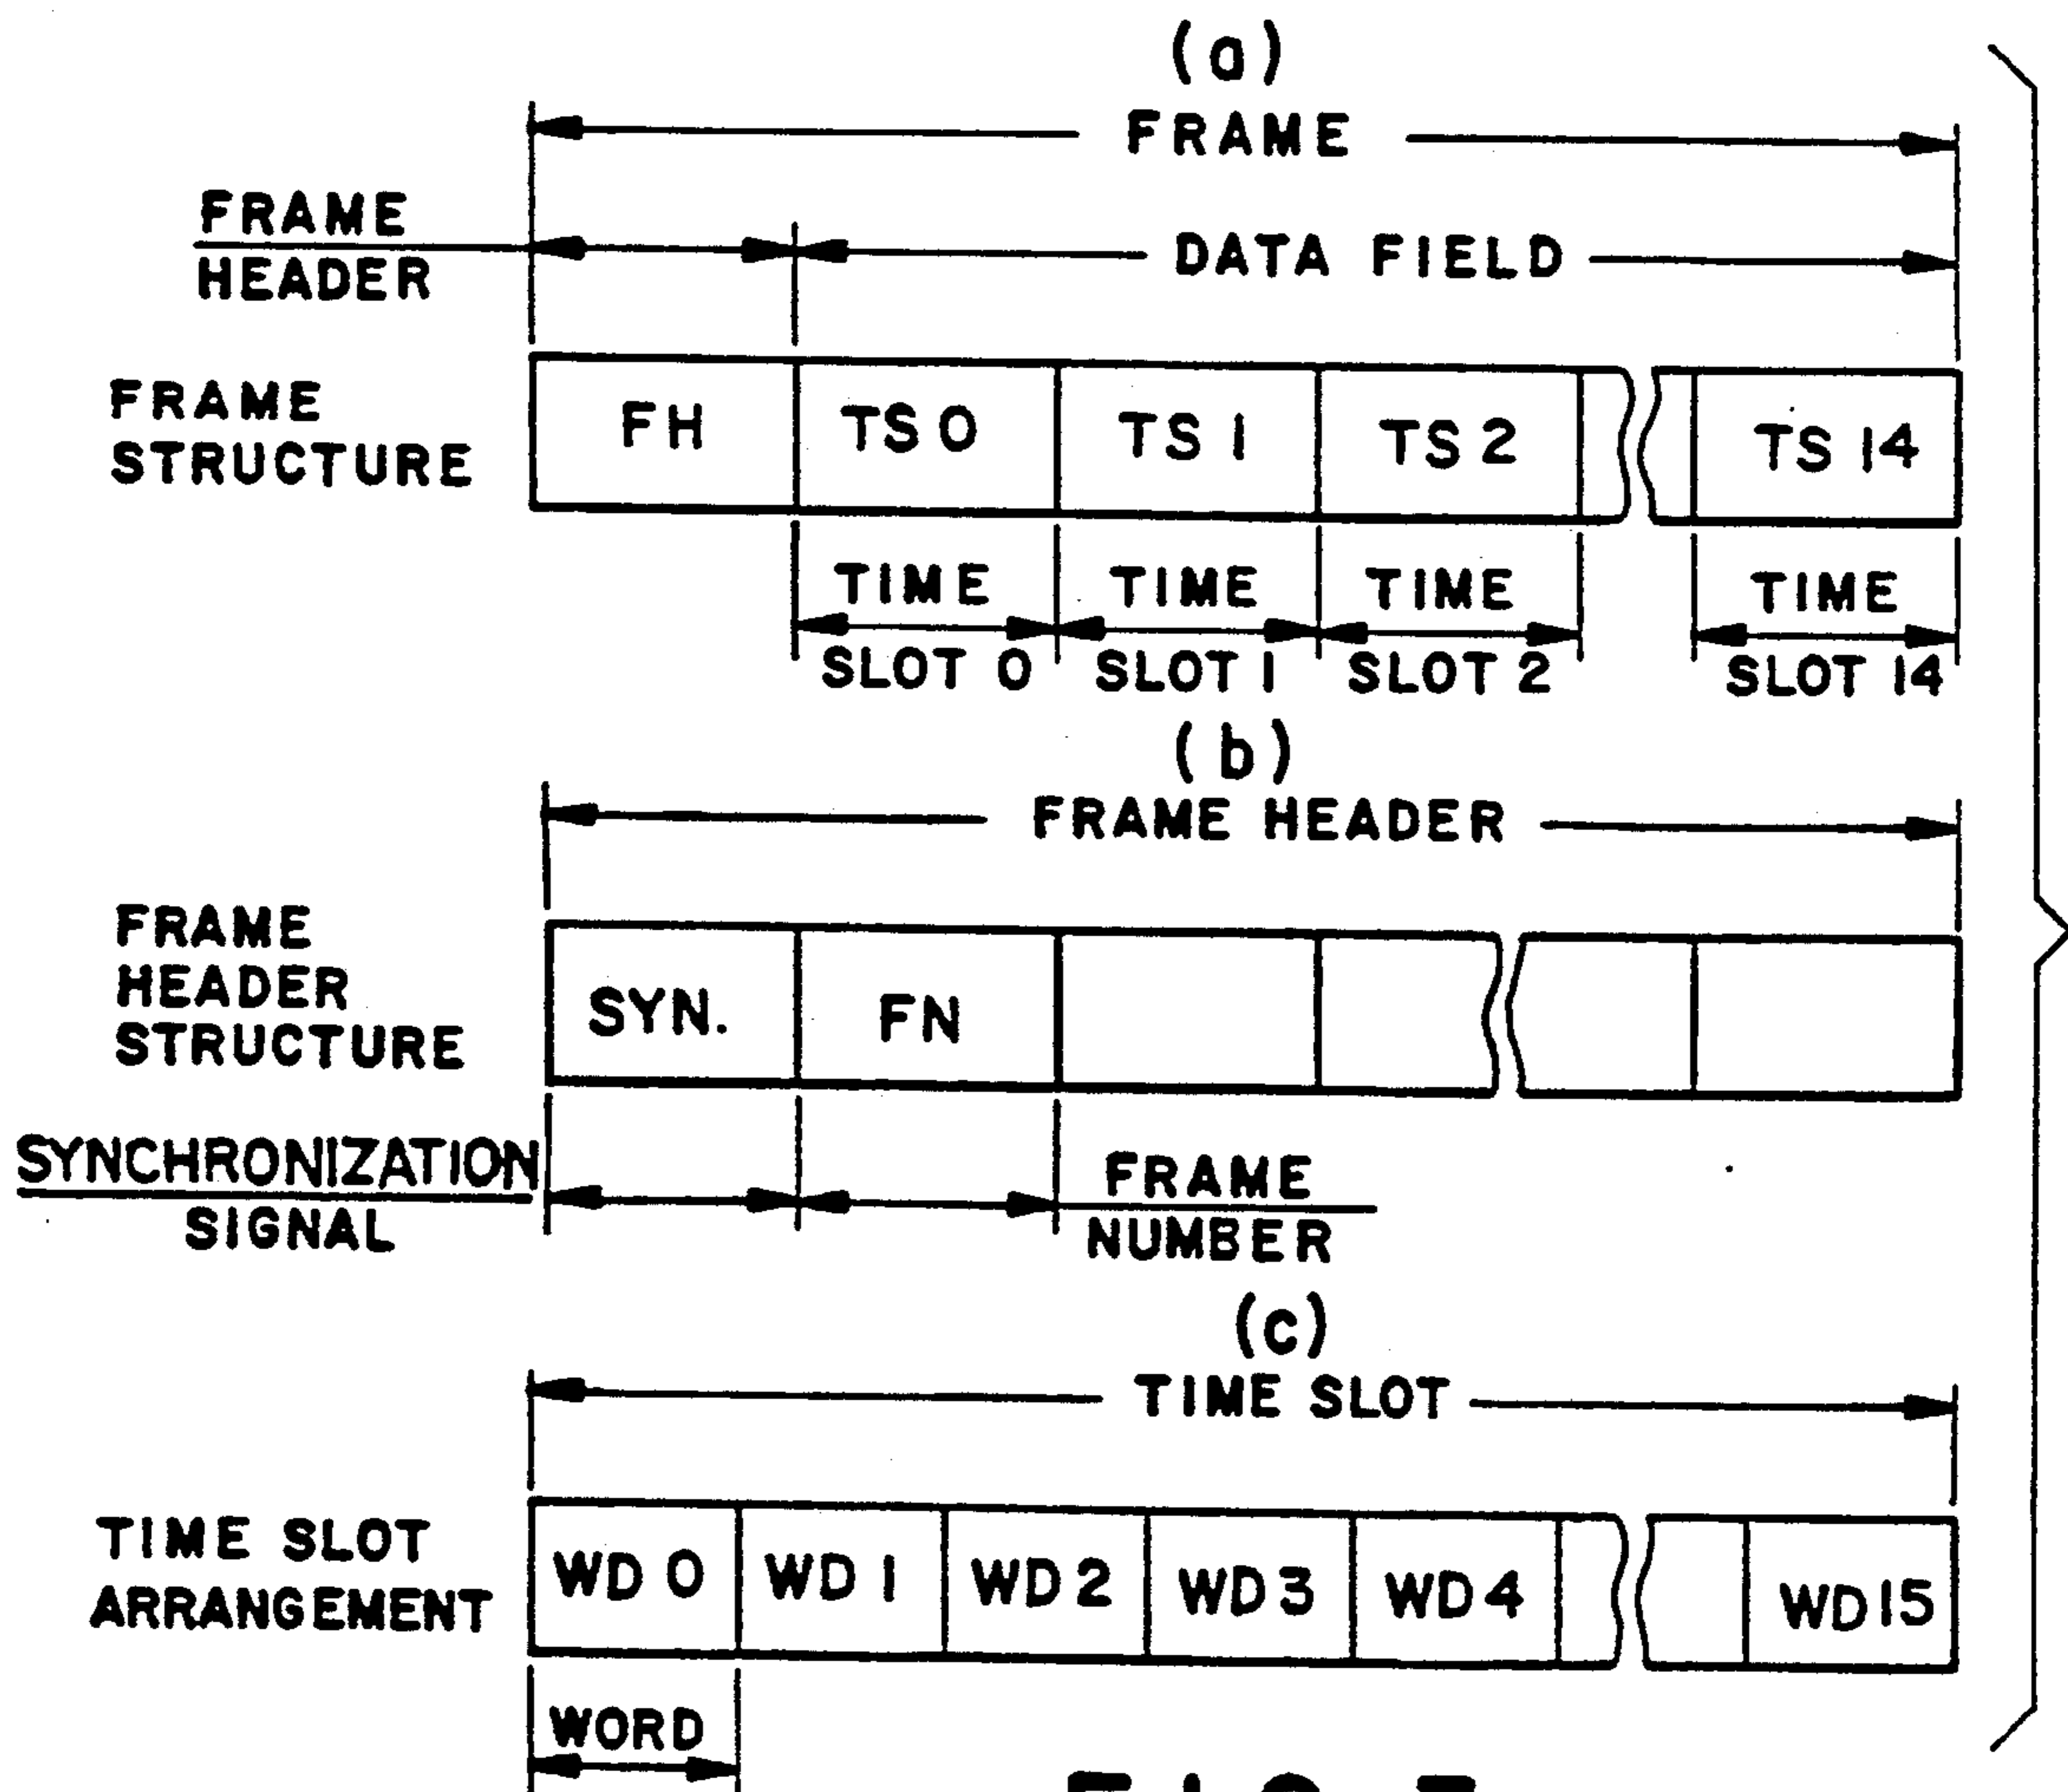 (a)
FRAME
FRAME
HEADER
DATA FIELD
FRAME
STRUCTURE
FH
TS 0
TS 1
TS 2
TS 14
TIME
SLOT 0
TIME
SLOT 1
TIME
SLOT 2
TIME
SLOT 14
(b)
FRAME HEADER
FRAME
HEADER
STRUCTURE
SYN.
FN
SYNCHRONIZATION
SIGNAL
FRAME
NUMBER
(c)
TIME SLOT
TIME SLOT
ARRANGEMENT
WD 0
WD 1
WD 2
WD 3
WD 4
WD 15
WORD